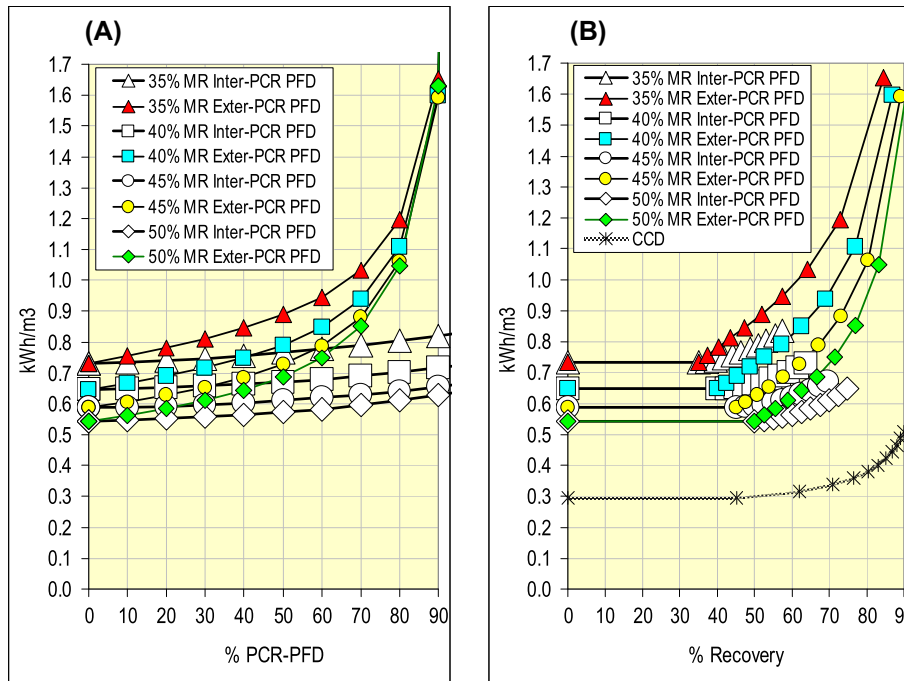 (A)
1.7
1.6
1.5
1.4
1.3
1.2
1.1
1.0
0.9
0.8
0.7
0.6
0.5
0.4
0.3
0.2
0.1
0.0
kWh/m3
35% MR Inter-PCR PFD
35% MR Exter-PCR PFD
40% MR Inter-PCR PFD
40% MR Exter-PCR PFD
45% MR Inter-PCR PFD
45% MR Exter-PCR PFD
50% MR Inter-PCR PFD
50% MR Exter-PCR PFD
0 10 20 30 40 50 60 70 80 90
% PCR-PFD
(B)
1.7
1.6
1.5
1.4
1.3
1.2
1.1
1.0
0.9
0.8
0.7
0.6
0.5
0.4
0.3
0.2
0.1
0.0
kWh/m3
35% MR Inter-PCR PFD
35% MR Exter-PCR PFD
40% MR Inter-PCR PFD
40% MR Exter-PCR PFD
45% MR Inter-PCR PFD
45% MR Exter-PCR PFD
50% MR Inter-PCR PFD
50% MR Exter-PCR PFD
CCD
0 10 20 30 40 50 60 70 80 90
% Recovery